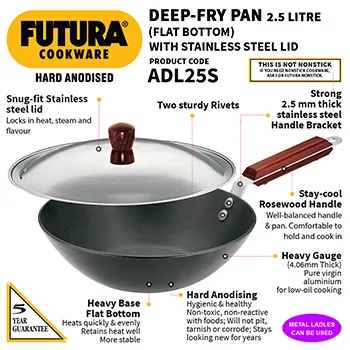 FUTURA®
COOKWARE
HARD ANODISED
DEEP-FRY PAN 2.5 LITRE
(FLAT BOTTOM)
WITH STAINLESS STEEL LID
PRODUCT CODE
ADL25S
THIS IS NOT NONSTICK
IF YOU NEED NONSTICK COOKWARE,
ASK FOR FUTURA NONSTICK.
Snug-fit Stainless
steel lid
Locks in heat, steam and
flavour
Two sturdy Rivets
Strong
2.5 mm thick
stainless steel
Handle Bracket
Stay-cool
Rosewood Handle
Well-balanced handle
& pan. Comfortable to
hold and cook in
Heavy Gauge
(4.06mm Thick)
Pure virgin
aluminium
for low-oil cooking
5
YEAR
GUARANTEE
Heavy Base
Flat Bottom
Heats quickly & evenly
Retains heat well
More stable
Hard Anodising
Hygienic & healthy
Non-toxic, non-reactive
with foods; Will not pit,
tarnish or corrode; Stays
looking new for years
METAL LADLES
CAN BE USED